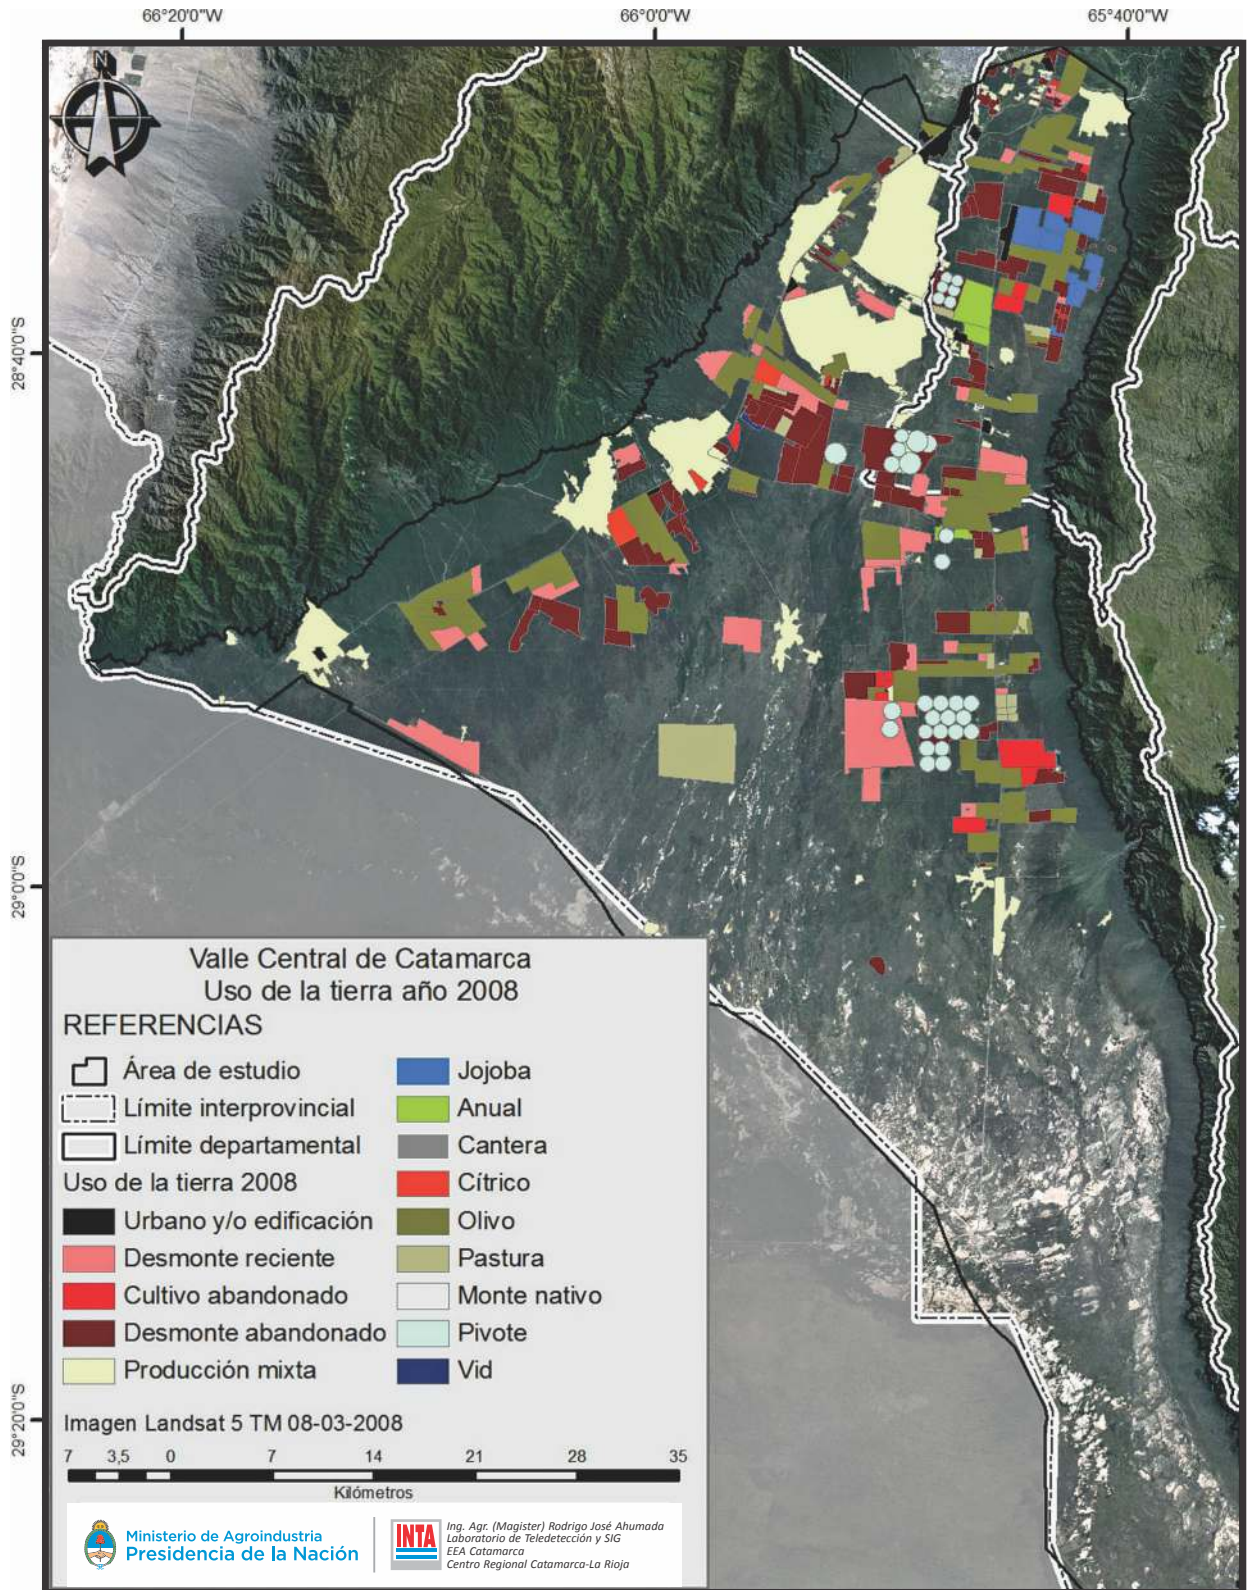 66°20'0"W 66°0'0"W 65°40'0"W
N
28°40'0"S
29°0'0"S
29°20'0"S
Valle Central de Catamarca
Uso de la tierra año 2008
REFERENCIAS
Área de estudio
Límite interprovincial
Límite departamental
Uso de la tierra 2008
Urbano y/o edificación
Desmonte reciente
Cultivo abandonado
Desmonte abandonado
Producción mixta
Jojoba
Anual
Cantera
Cítrico
Olivo
Pastura
Monte nativo
Pivote
Vid
Imagen Landsat 5 TM 08-03-2008
7 3,5 0 7 14 21 28 35
Kilómetros
Ministerio de Agroindustria
Presidencia de la Nación
INTA
Ing. Agr. (Magister) Rodrigo José Ahumada
Laboratorio de Teledetección y SIG
EEA Catamarca
Centro Regional Catamarca-La Rioja